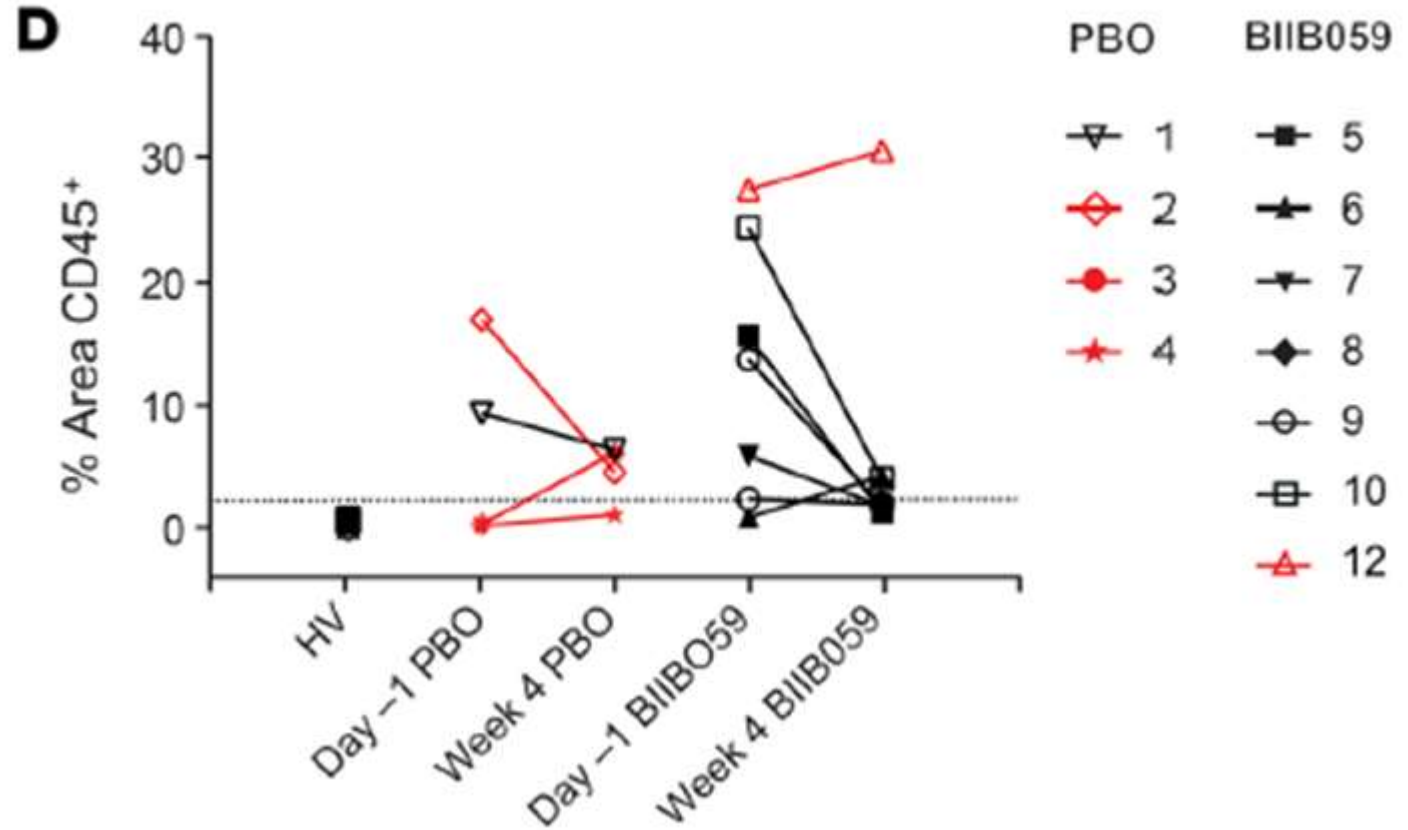 D
% Area CD45+
40
30
20
10
0
HV
Day –1 PBO
Week 4 PBO
Day –1 BIIBO59
Week 4 BIIB059
PBO
1
2
3
4
BIIB059
5
6
7
8
9
10
12